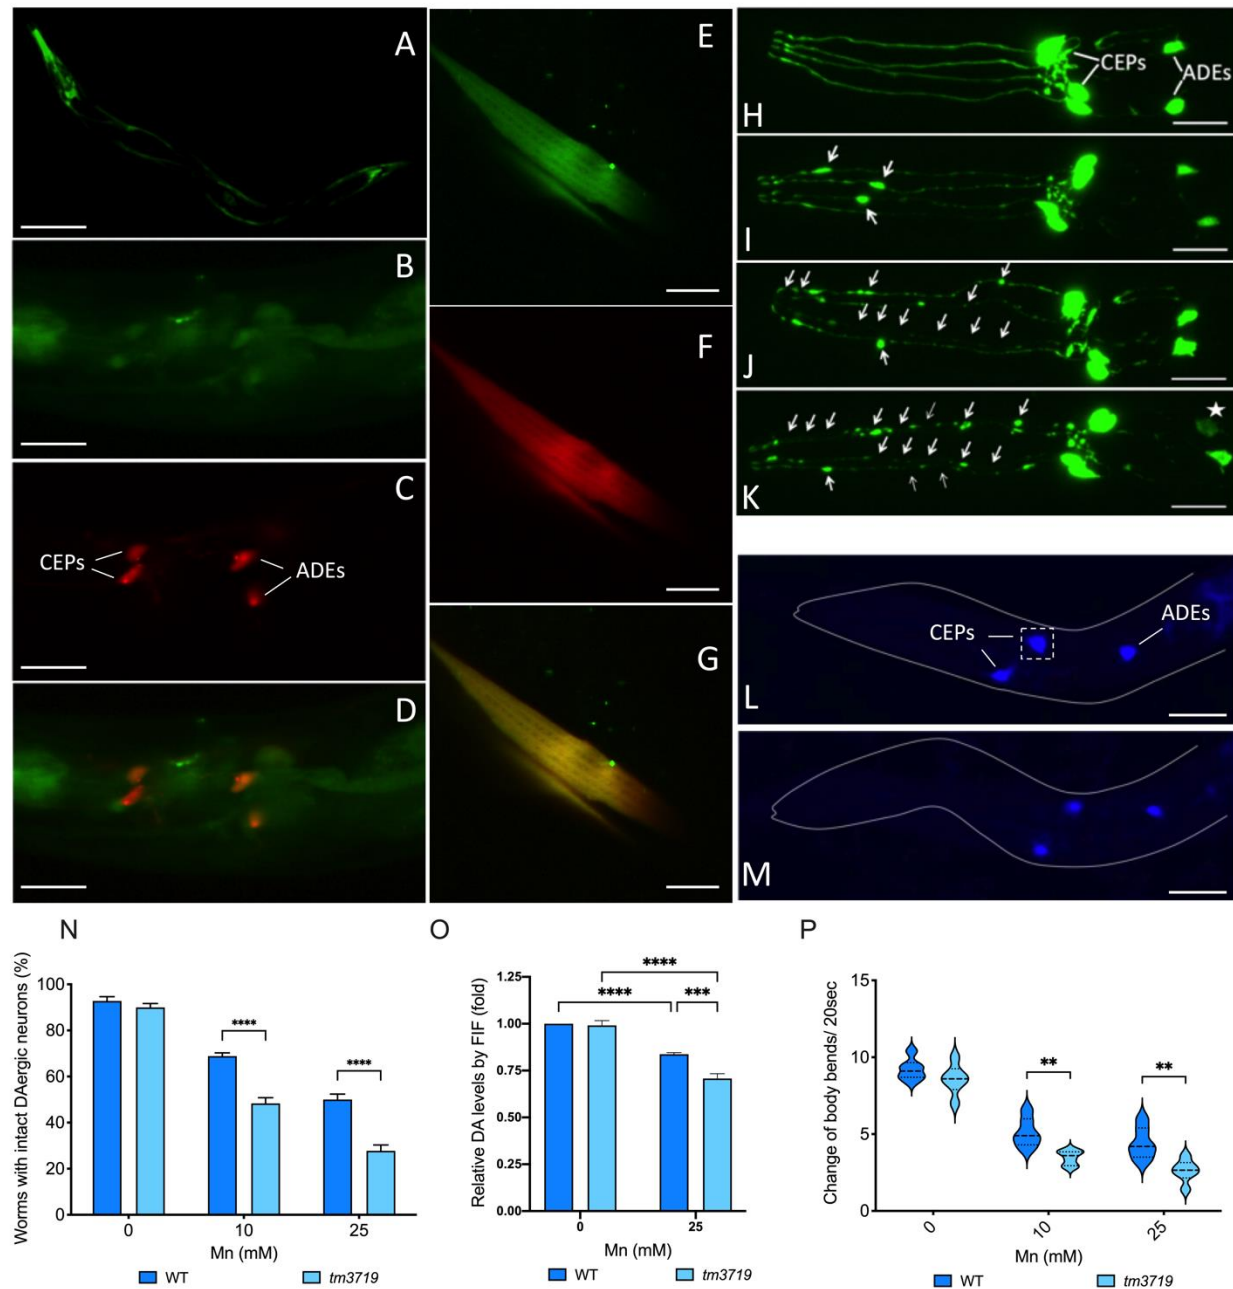 A
B
C
CEPs
ADEs
D
E
F
G
CEPs
ADEs
H
I
J
K
CEPs
ADEs
L
M
N
Worms with intact DAergic neurons (%)
100
80
60
40
20
0
****
****
0
10
25
Mn (mM)
WT
tm3719
O
Relative DA levels by FIF (fold)
1.25
1.00
0.75
0.50
0.25
0.00
****
****
***
0
25
Mn (mM)
WT
tm3719
P
Change of body bends/ 20sec
15
10
5
0
**
**
0
10
25
Mn (mM)
WT
tm3719